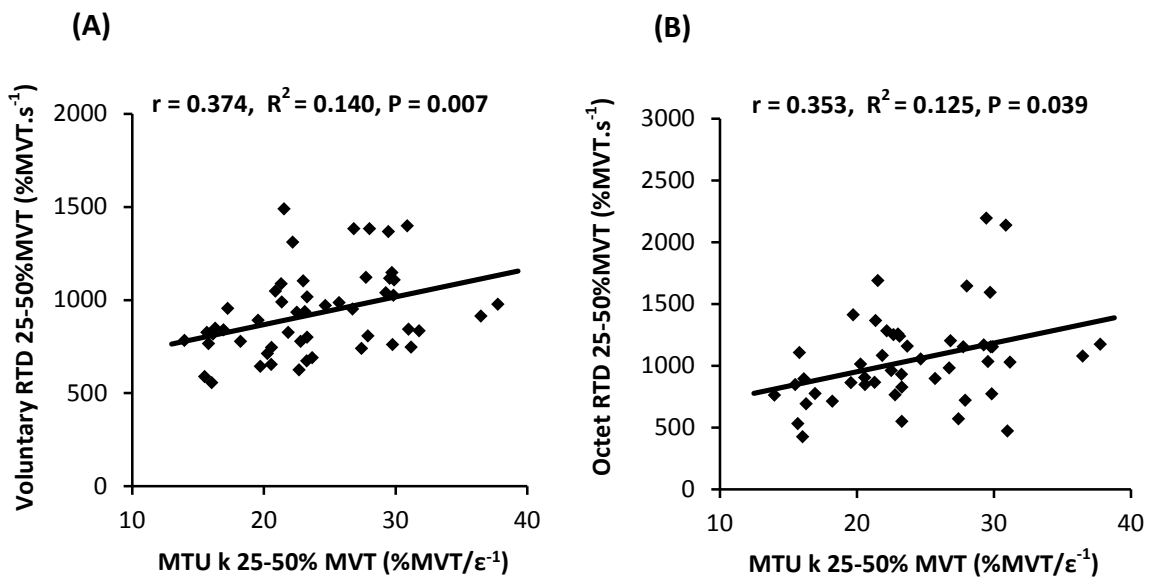 (A)
r = 0.374, R² = 0.140, P = 0.007
Voluntary RTD 25-50%MVT (%MVT.s⁻¹)
2000
1500
1000
500
0
10 20 30 40
MTU k 25-50% MVT (%MVT/ε⁻¹)
(B)
r = 0.353, R² = 0.125, P = 0.039
Octet RTD 25-50%MVT (%MVT.s⁻¹)
3000
2500
2000
1500
1000
500
0
10 20 30 40
MTU k 25-50% MVT (%MVT/ε⁻¹)